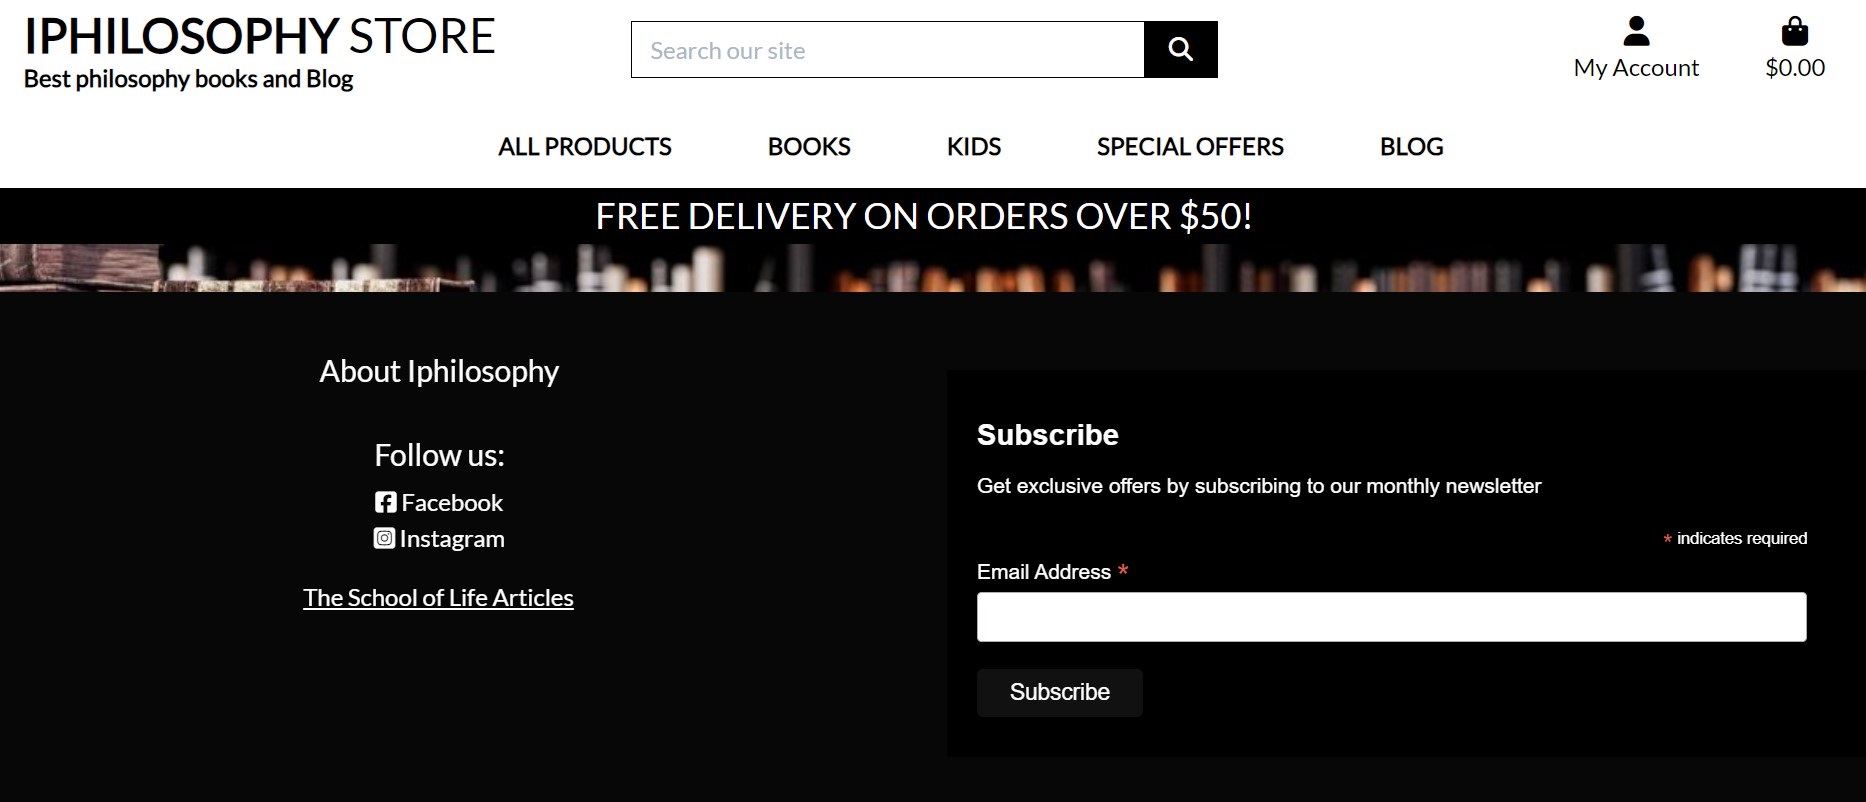 IPHILOSOPHY STORE
Best philosophy books and Blog
Search our site
My Account
$0.00
ALL PRODUCTS BOOKS KIDS SPECIAL OFFERS BLOG
FREE DELIVERY ON ORDERS OVER $50!
About Iphilosophy
Follow us:
Facebook
Instagram
The School of Life Articles
Subscribe
Get exclusive offers by subscribing to our monthly newsletter
* indicates required
Email Address *
Subscribe